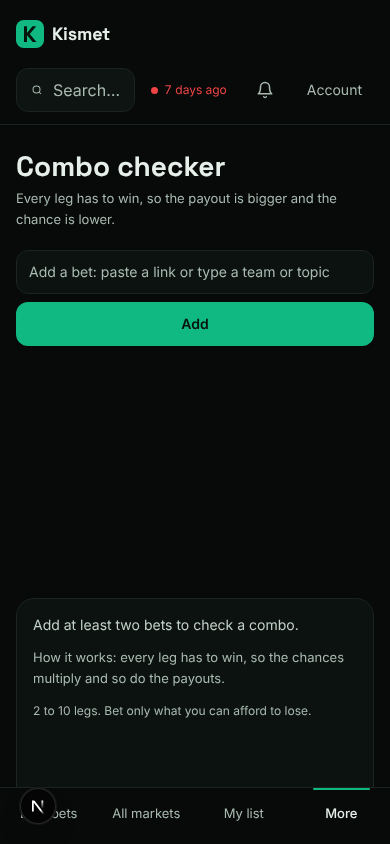 Kismet
Search...
7 days ago
Account
Combo checker
Every leg has to win, so the payout is bigger and the
chance is lower.
Add a bet: paste a link or type a team or topic
Add
Add at least two bets to check a combo.
How it works: every leg has to win, so the chances
multiply and so do the payouts.
2 to 10 legs. Bet only what you can afford to lose.
bets
All markets
My list
More